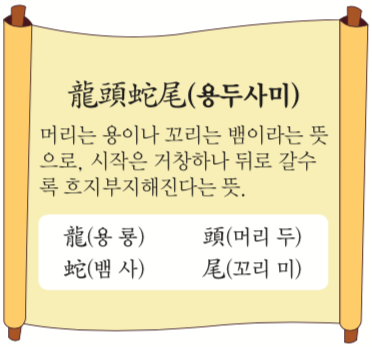 龍頭蛇尾(용두사미)
머리는 용이나 꼬리는 뱀이라는 뜻
으로, 시작은 거창하나 뒤로 갈수
록 흐지부지해진다는 뜻.
龍(용 룡) 頭(머리 두)
蛇(뱀 사) 尾(꼬리 미)